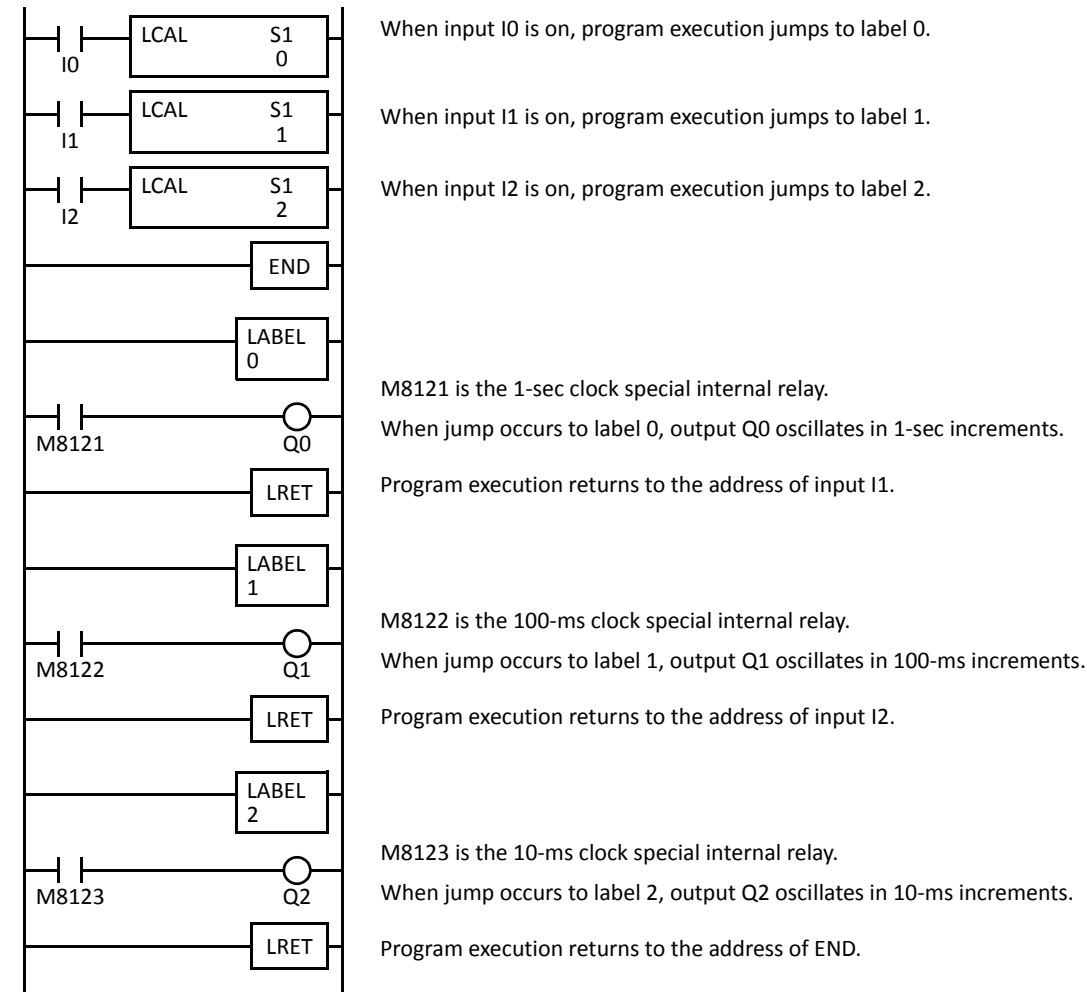 LCAL S1 When input I0 is on, program execution jumps to label 0.
I0 0
LCAL S1 When input I1 is on, program execution jumps to label 1.
I1 1
LCAL S1 When input I2 is on, program execution jumps to label 2.
I2 2
END
LABEL
0
M8121 is the 1-sec clock special internal relay.
M8121 Q0 When jump occurs to label 0, output Q0 oscillates in 1-sec increments.
LRET Program execution returns to the address of input I1.
LABEL
1
M8122 is the 100-ms clock special internal relay.
M8122 Q1 When jump occurs to label 1, output Q1 oscillates in 100-ms increments.
LRET Program execution returns to the address of input I2.
LABEL
2
M8123 is the 10-ms clock special internal relay.
M8123 Q2 When jump occurs to label 2, output Q2 oscillates in 10-ms increments.
LRET Program execution returns to the address of END.